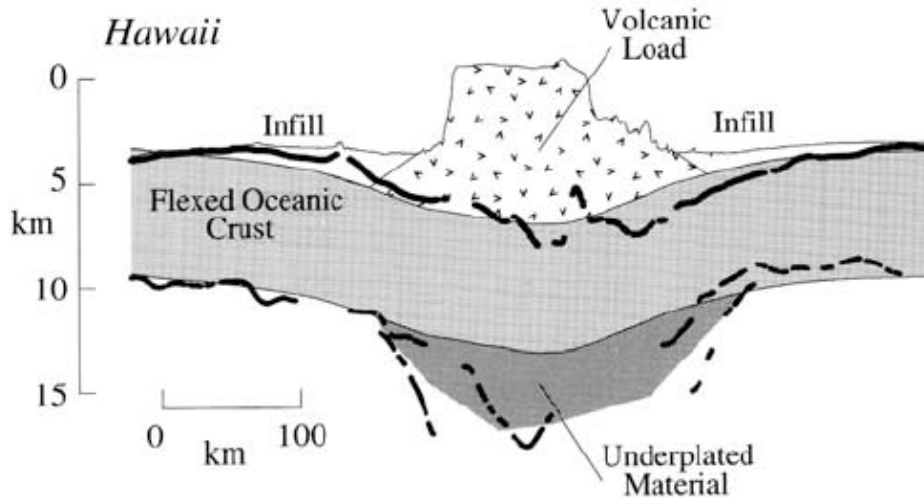 Hawaii
Volcanic
Load
0
Infill
Infill
5
km
Flexed Oceanic
Crust
10
15
0
100
km
Underplated
Material